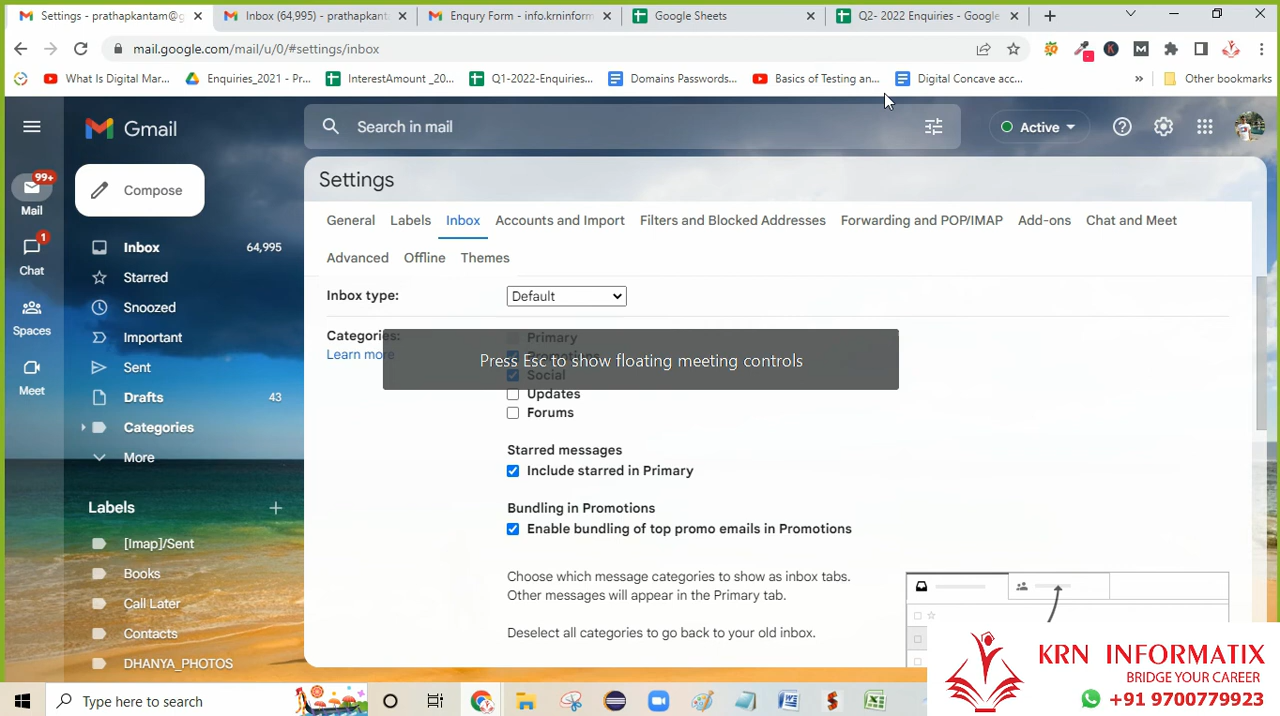 Settings - prathapkantam@g
Inbox (64,995) - prathapkantam
Enqury Form - info.krninform
Google Sheets
Q2- 2022 Enquiries - Google
mail.google.com/mail/u/0/#settings/inbox
What Is Digital Mar...
Enquiries_2021 - Pr...
InterestAmount _20...
Q1-2022-Enquiries...
Domains Passwords...
Basics of Testing an...
Digital Concave acc...
»
Other bookmarks
Gmail
Search in mail
Active
99+
Mail
Compose
Settings
General
Labels
Inbox
Accounts and Import
Filters and Blocked Addresses
Forwarding and POP/IMAP
Add-ons
Chat and Meet
Advanced
Offline
Themes
1
Chat
Spaces
Meet
Inbox 64,995
Starred
Snoozed
Important
Sent
Drafts 43
Categories
More
Labels
[Imap]/Sent
Books
Call Later
Contacts
DHANYA_PHOTOS
Inbox type:
Default
Categories:
Learn more
Primary
Press Esc to show floating meeting controls
Social
Updates
Forums
Starred messages
Include starred in Primary
Bundling in Promotions
Enable bundling of top promo emails in Promotions
Choose which message categories to show as inbox tabs.
Other messages will appear in the Primary tab.
Deselect all categories to go back to your old inbox.
KRN INFORMATIX
BRIDGE YOUR CAREER
+91 9700779923
Type here to search